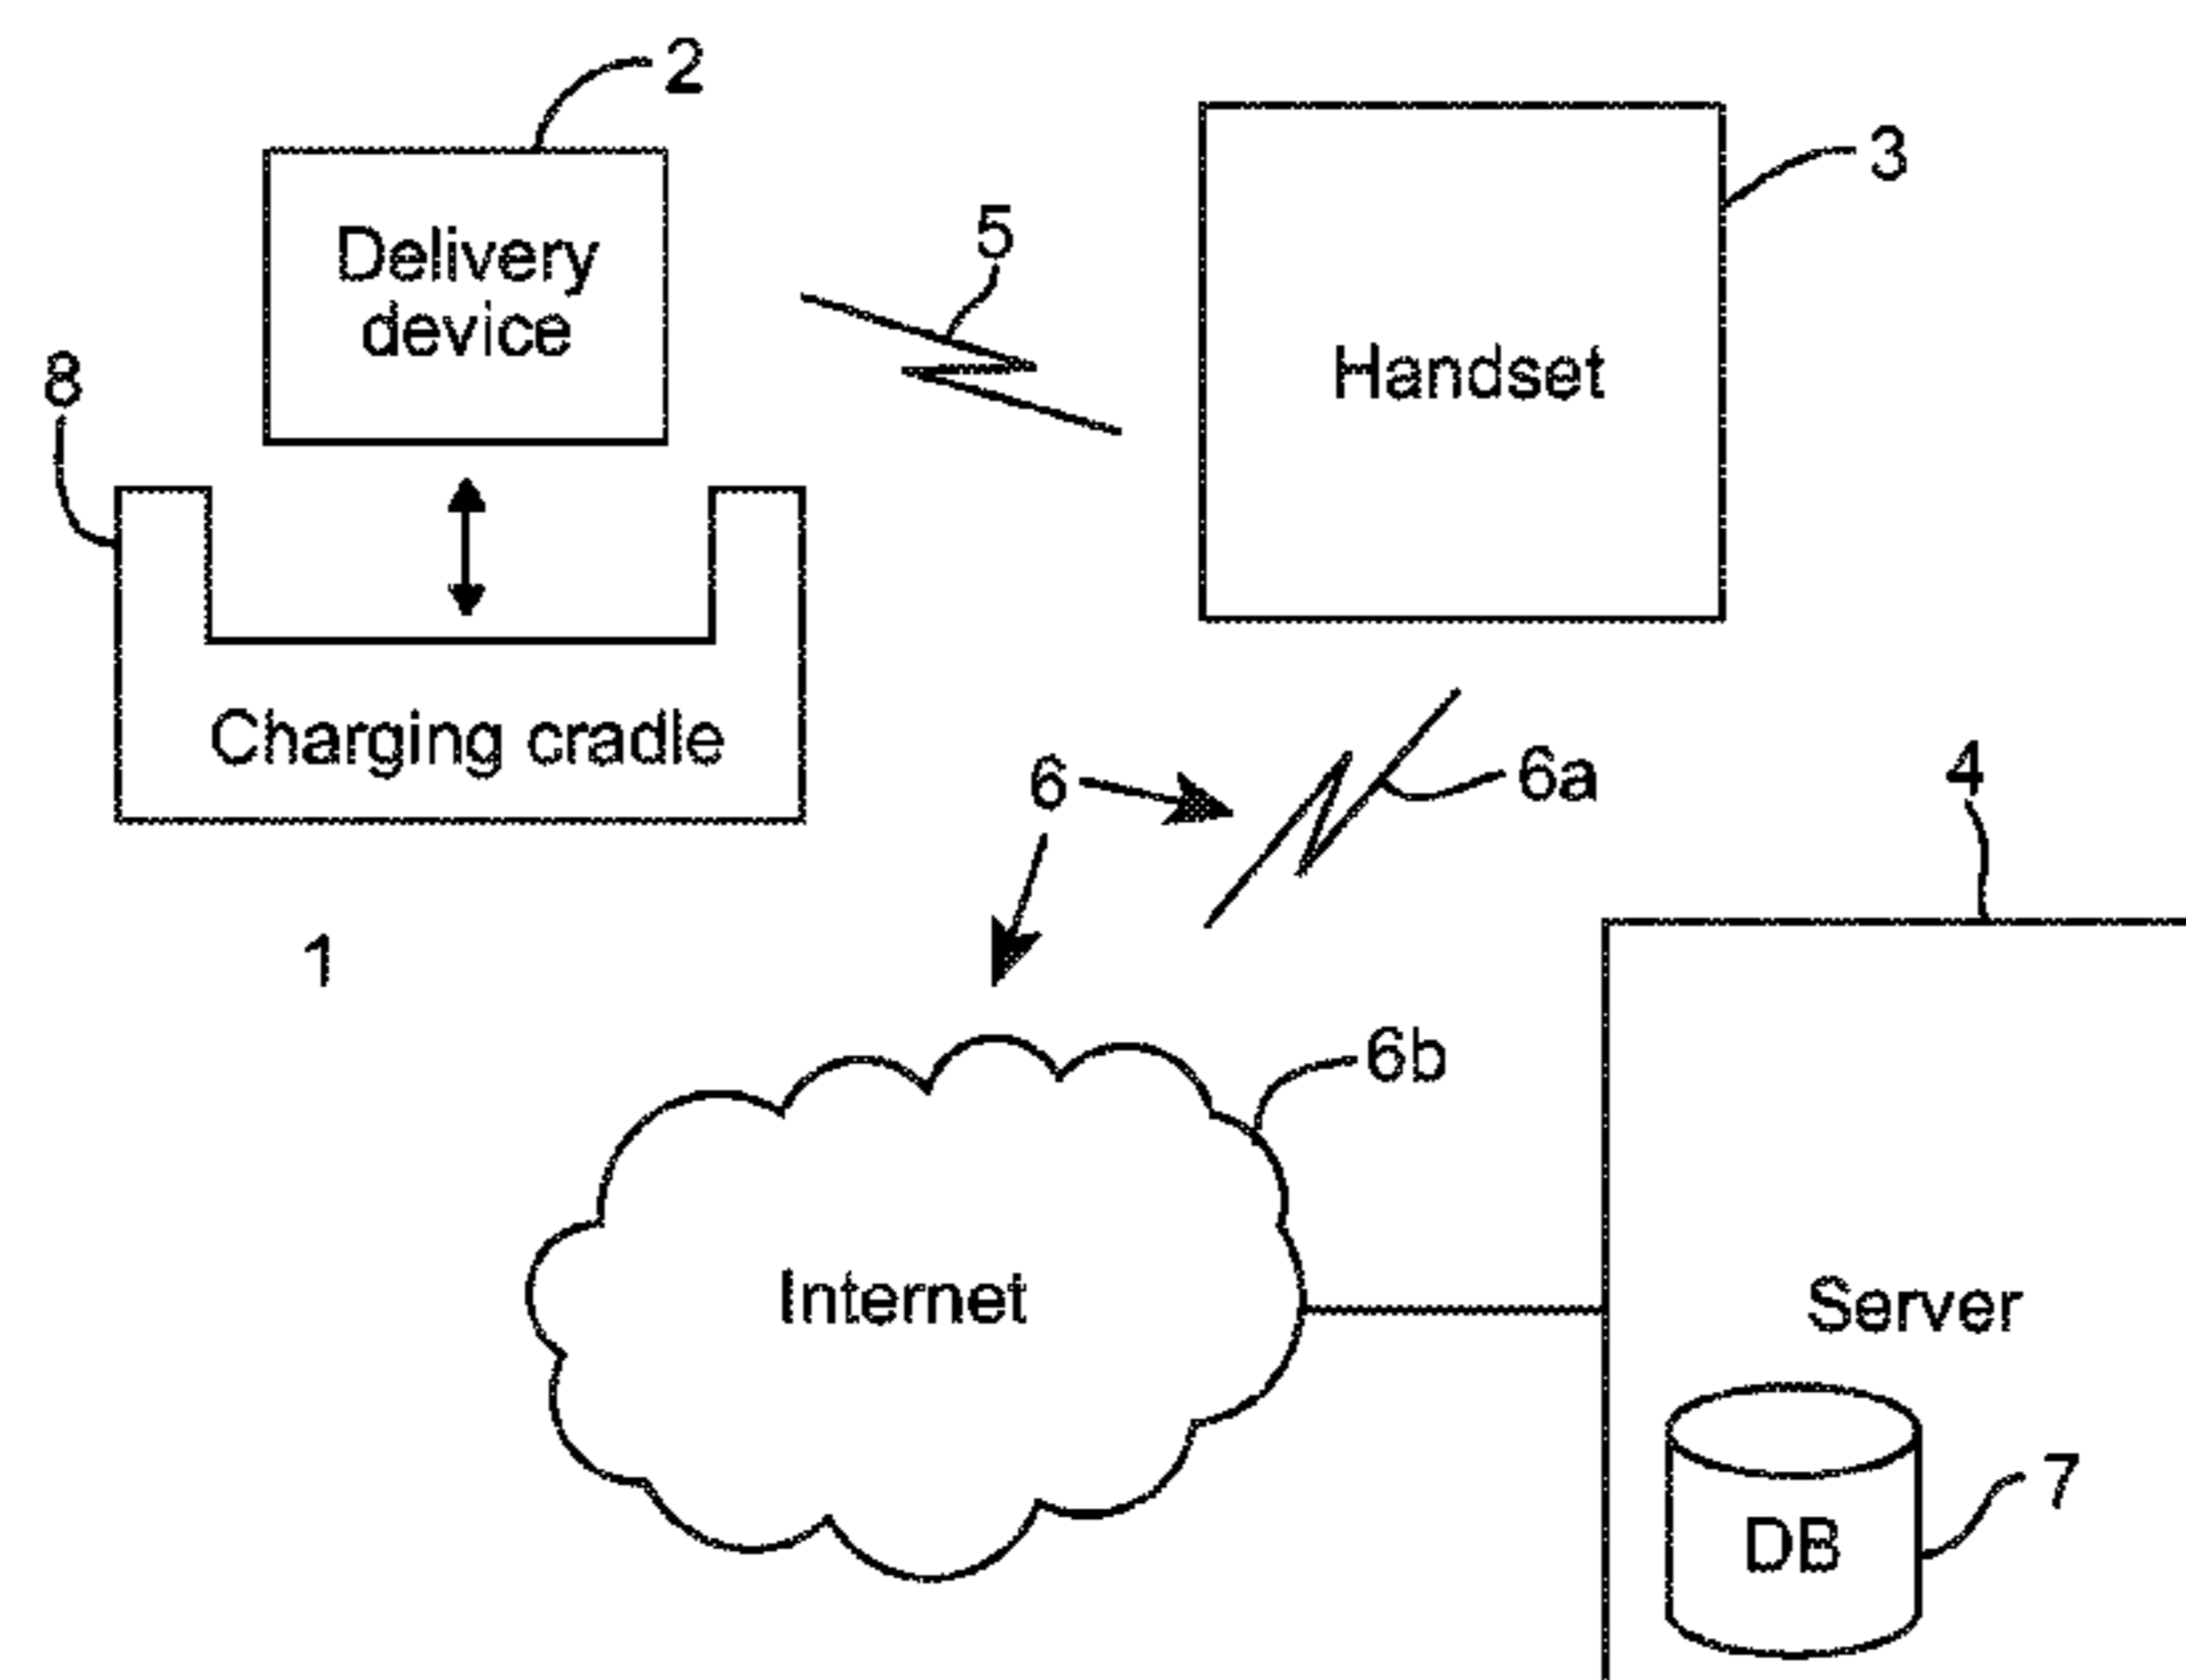 2
3
Delivery
device
5
8
Handset
Charging cradle
6
6a
4
1
6b
Internet
Server
7
DB